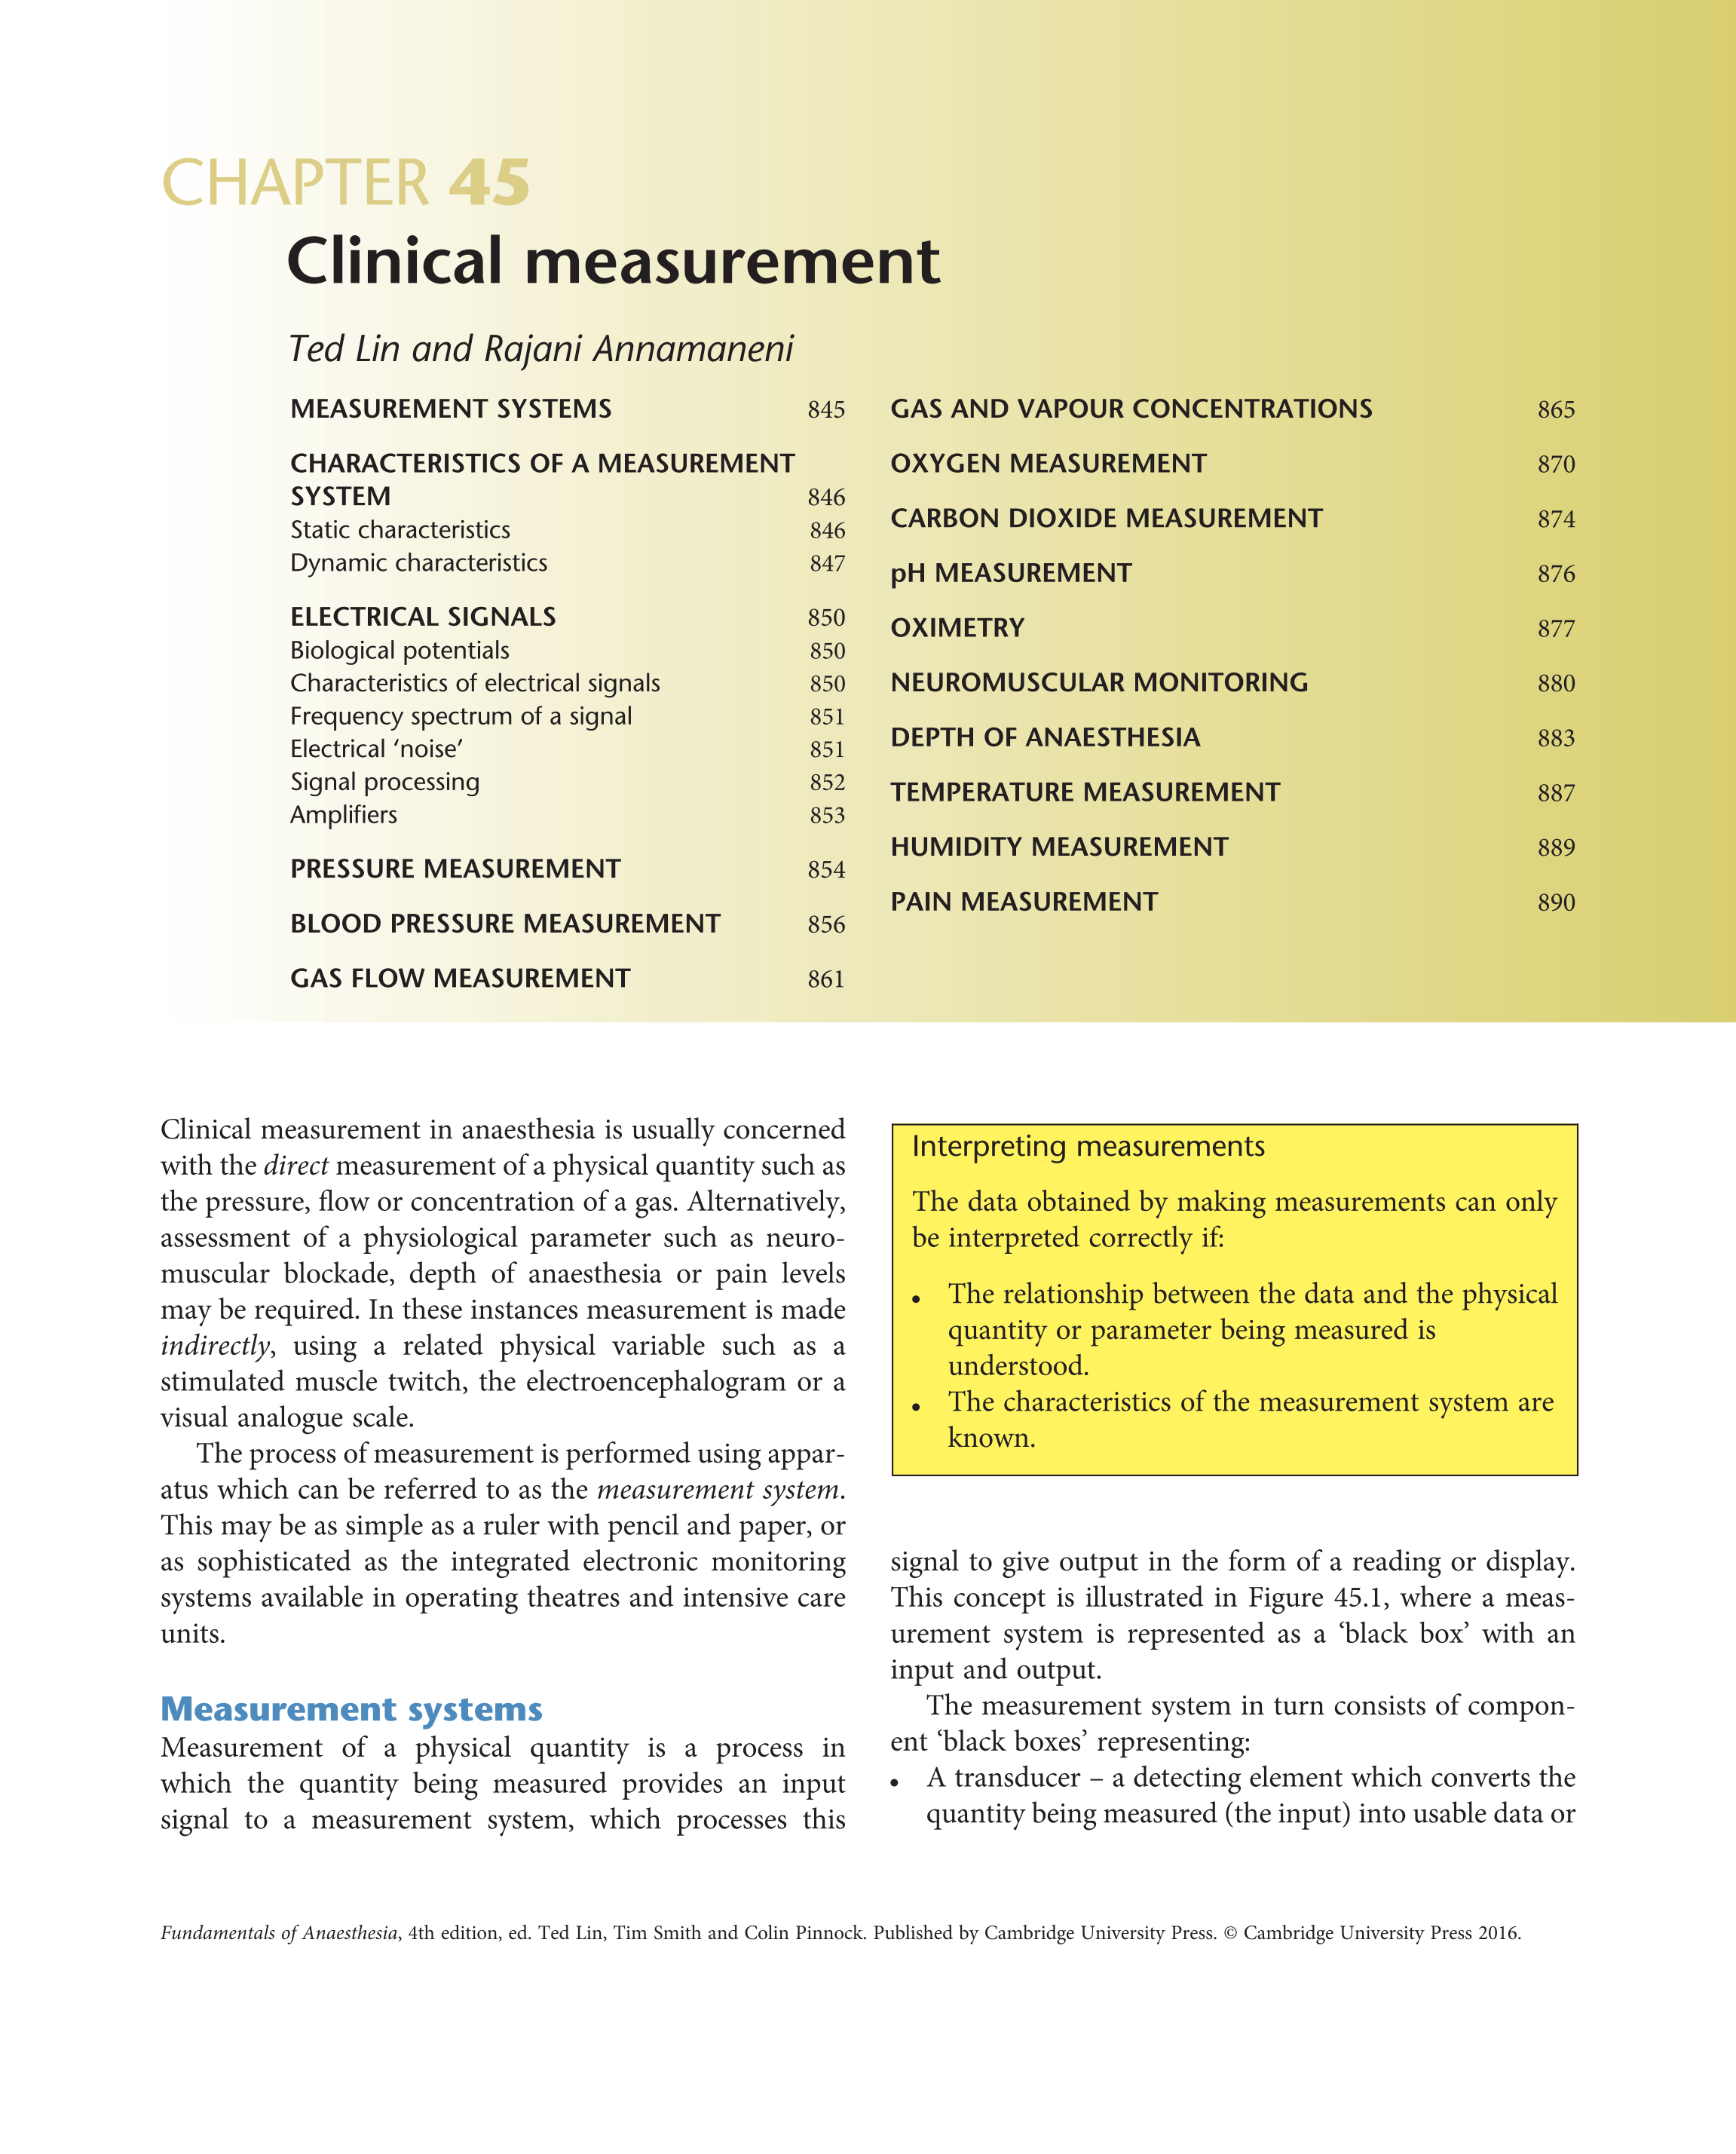 CHAPTER 45
Clinical measurement
Ted Lin and Rajani Annamaneni
MEASUREMENT SYSTEMS 845
CHARACTERISTICS OF A MEASUREMENT
SYSTEM 846
Static characteristics 846
Dynamic characteristics 847
ELECTRICAL SIGNALS 850
Biological potentials 850
Characteristics of electrical signals 850
Frequency spectrum of a signal 851
Electrical ‘noise’ 851
Signal processing 852
Amplifiers 853
PRESSURE MEASUREMENT 854
BLOOD PRESSURE MEASUREMENT 856
GAS FLOW MEASUREMENT 861
GAS AND VAPOUR CONCENTRATIONS 865
OXYGEN MEASUREMENT 870
CARBON DIOXIDE MEASUREMENT 874
pH MEASUREMENT 876
OXIMETRY 877
NEUROMUSCULAR MONITORING 880
DEPTH OF ANAESTHESIA 883
TEMPERATURE MEASUREMENT 887
HUMIDITY MEASUREMENT 889
PAIN MEASUREMENT 890
Clinical measurement in anaesthesia is usually concerned
with the direct measurement of a physical quantity such as
the pressure, flow or concentration of a gas. Alternatively,
assessment of a physiological parameter such as neuro-
muscular blockade, depth of anaesthesia or pain levels
may be required. In these instances measurement is made
indirectly, using a related physical variable such as a
stimulated muscle twitch, the electroencephalogram or a
visual analogue scale.
The process of measurement is performed using appar-
atus which can be referred to as the measurement system.
This may be as simple as a ruler with pencil and paper, or
as sophisticated as the integrated electronic monitoring
systems available in operating theatres and intensive care
units.
Measurement systems
Measurement of a physical quantity is a process in
which the quantity being measured provides an input
signal to a measurement system, which processes this
Interpreting measurements
The data obtained by making measurements can only
be interpreted correctly if:
• The relationship between the data and the physical
quantity or parameter being measured is
understood.
• The characteristics of the measurement system are
known.
signal to give output in the form of a reading or display.
This concept is illustrated in Figure 45.1, where a meas-
urement system is represented as a ‘black box’ with an
input and output.
The measurement system in turn consists of compon-
ent ‘black boxes’ representing:
• A transducer – a detecting element which converts the
quantity being measured (the input) into usable data or
Fundamentals of Anaesthesia, 4th edition, ed. Ted Lin, Tim Smith and Colin Pinnock. Published by Cambridge University Press. © Cambridge University Press 2016.